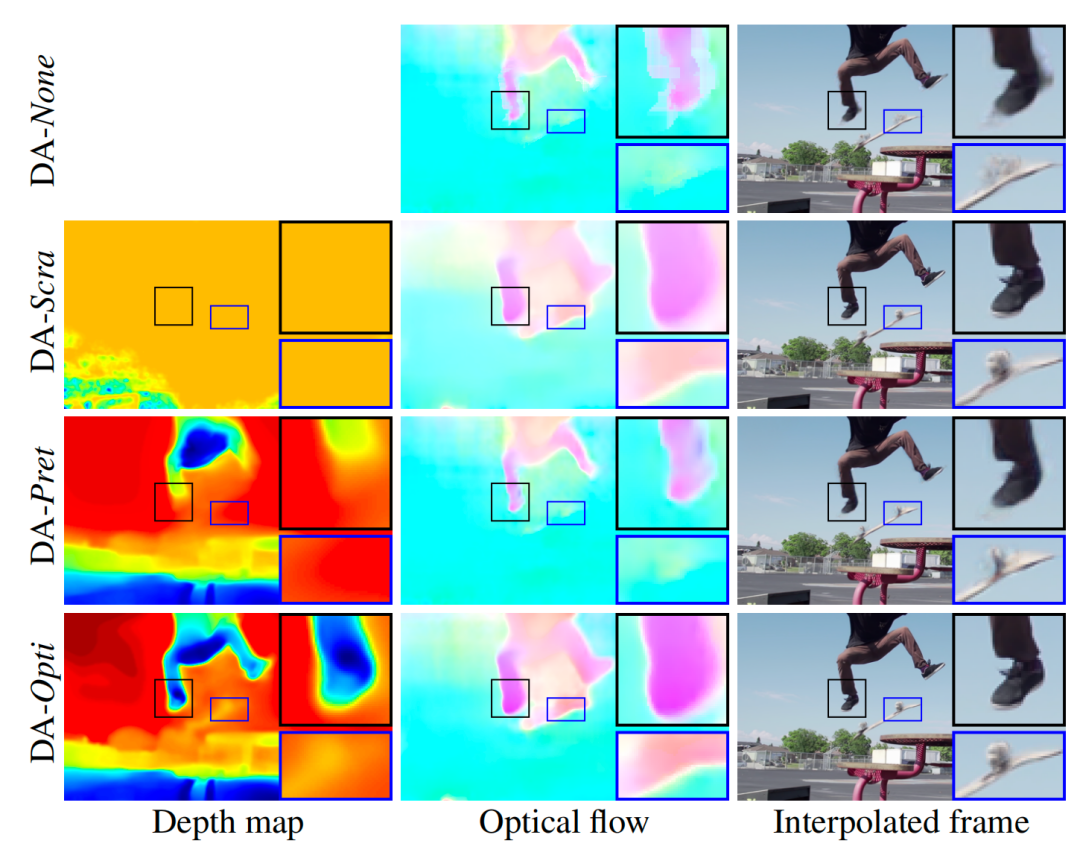 DA-None
DA-Scra
DA-Pret
DA-Opti
Depth map
Optical flow
Interpolated frame